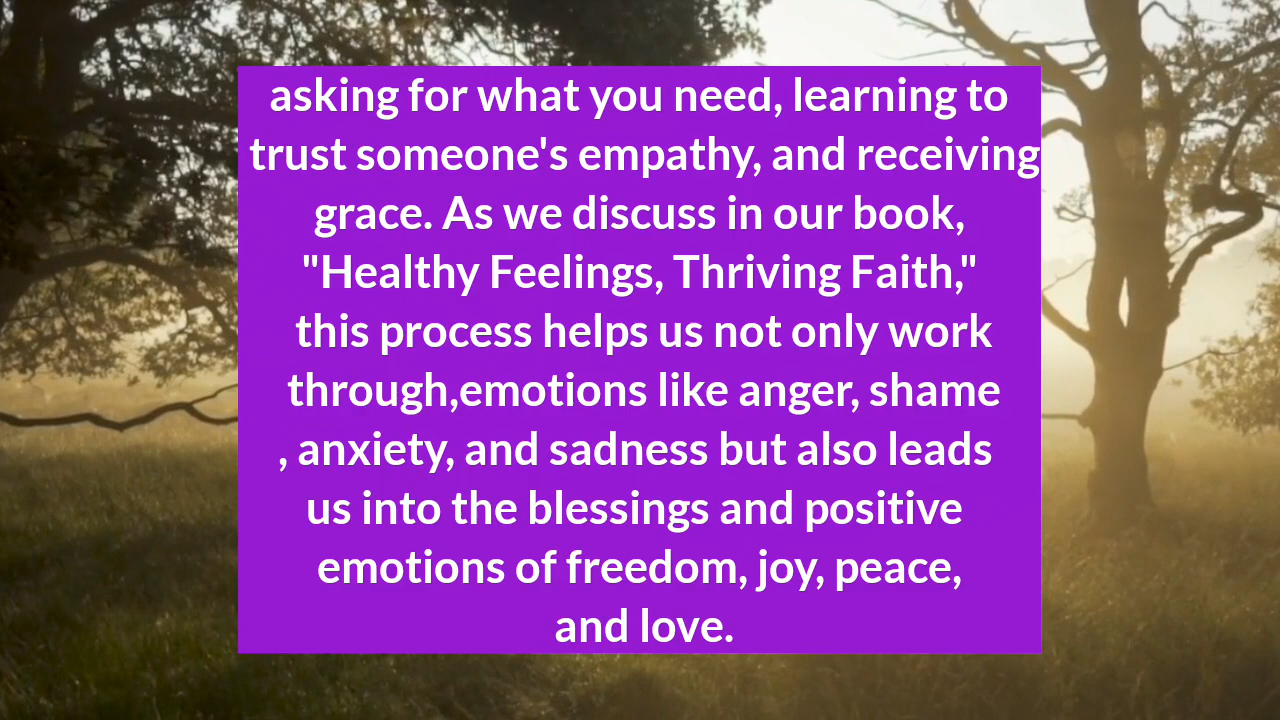 asking for what you need, learning to
trust someone's empathy, and receiving
grace. As we discuss in our book,
"Healthy Feelings, Thriving Faith,"
this process helps us not only work
through,emotions like anger, shame
, anxiety, and sadness but also leads
us into the blessings and positive
emotions of freedom, joy, peace,
and love.